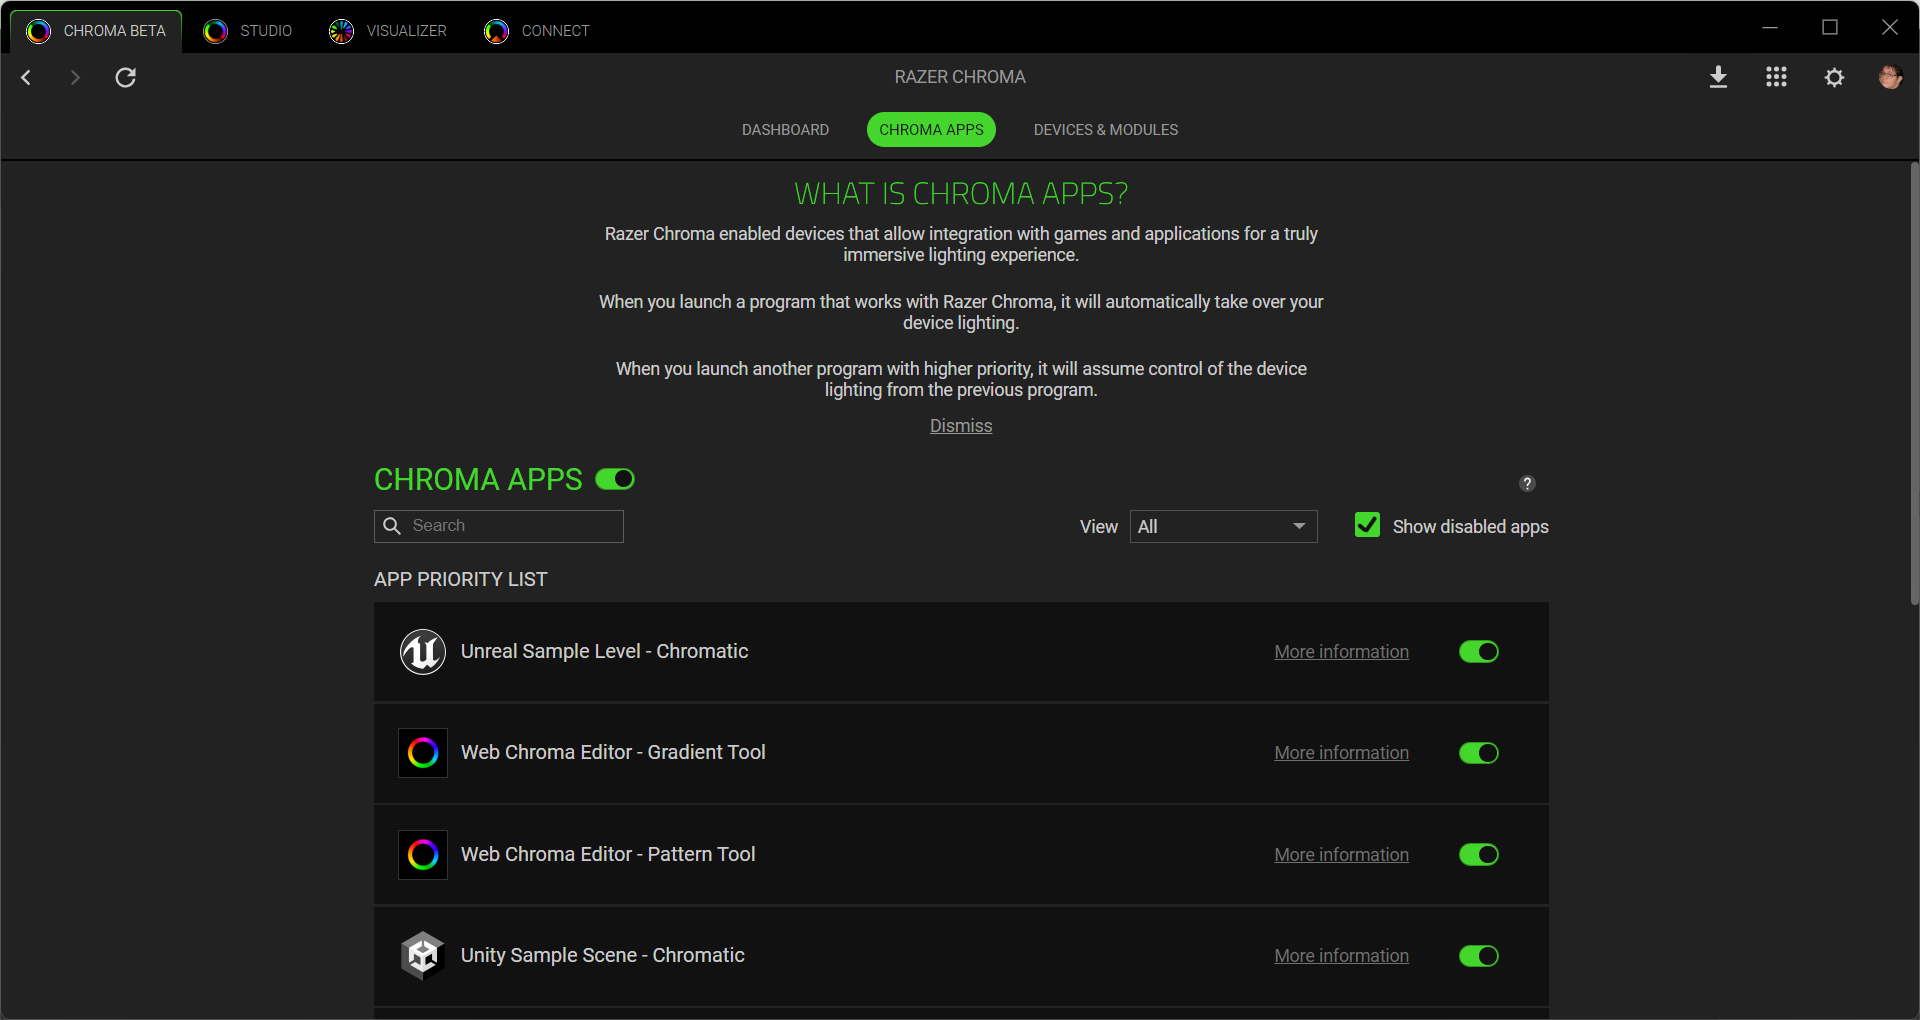 CHROMA BETA
STUDIO
VISUALIZER
CONNECT
RAZER CHROMA
DASHBOARD
CHROMA APPS
DEVICES & MODULES
WHAT IS CHROMA APPS?
Razer Chroma enabled devices that allow integration with games and applications for a truly
immersive lighting experience.
When you launch a program that works with Razer Chroma, it will automatically take over your
device lighting.
When you launch another program with higher priority, it will assume control of the device
lighting from the previous program.
Dismiss
CHROMA APPS
?
Search
View
All
Show disabled apps
APP PRIORITY LIST
Unreal Sample Level - Chromatic
More information
Web Chroma Editor - Gradient Tool
More information
Web Chroma Editor - Pattern Tool
More information
Unity Sample Scene - Chromatic
More information